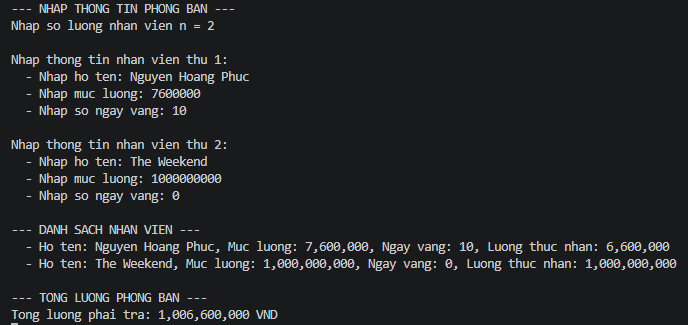 --- NHAP THONG TIN PHONG BAN ---
Nhap so luong nhan vien n = 2
Nhap thong tin nhan vien thu 1:
- Nhap ho ten: Nguyen Hoang Phuc
- Nhap muc luong: 7600000
- Nhap so ngay vang: 10
Nhap thong tin nhan vien thu 2:
- Nhap ho ten: The Weekend
- Nhap muc luong: 1000000000
- Nhap so ngay vang: 0
--- DANH SACH NHAN VIEN ---
- Ho ten: Nguyen Hoang Phuc, Muc luong: 7,600,000, Ngay vang: 10, Luong thuc nhan: 6,600,000
- Ho ten: The Weekend, Muc luong: 1,000,000,000, Ngay vang: 0, Luong thuc nhan: 1,000,000,000
--- TONG LUONG PHONG BAN ---
Tong luong phai tra: 1,006,600,000 VND